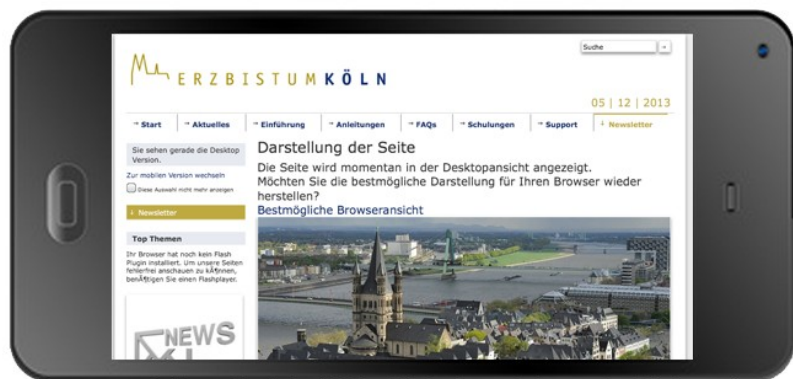 Suche
ERZBISTUMKÖLN
05 | 12 | 2013
Start
Aktuelles
Einführung
Anleitungen
FAQs
Schulungen
Support
Newsletter
Sie sehen gerade die Desktop
Version.
Zur mobilen Version wechseln
Diese Auswahl nicht mehr anzeigen
Newsletter
Top Themen
Ihr Browser hat noch kein Flash
Plugin installiert. Um unsere Seiten
fehlerfrei anschauen zu kÃ¶nnen,
benÃ¶tigen Sie einen Flashplayer.
NEWS
Darstellung der Seite
Die Seite wird momentan in der Desktopansicht angezeigt.
Möchten Sie die bestmögliche Darstellung für Ihren Browser wieder
herstellen?
Bestmögliche Browseransicht